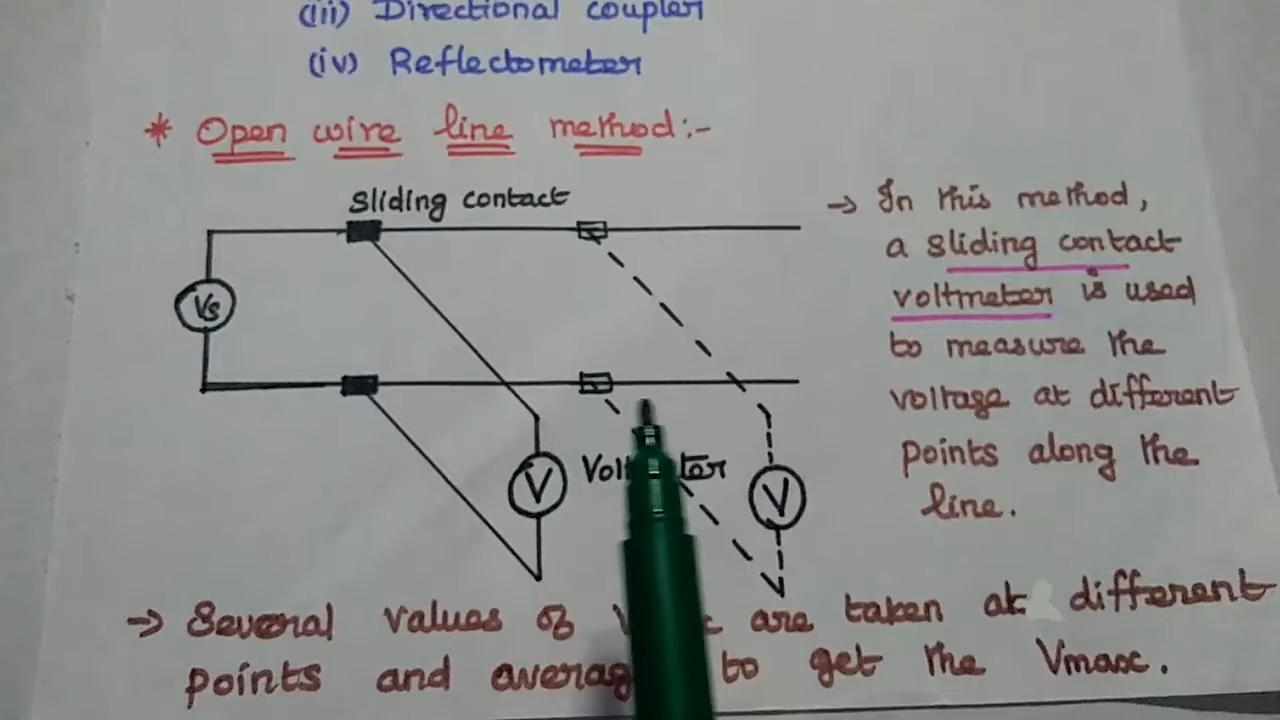 (iii) Directional coupler
(iv) Reflectometer
* Open wire line method:-
Sliding contact
Vs
V
V
→ In this method,
a sliding contact
voltmeter is used
to measure the
voltage at different
points along the
line.
→ Several values of are taken at different
points and to get the Vmax.